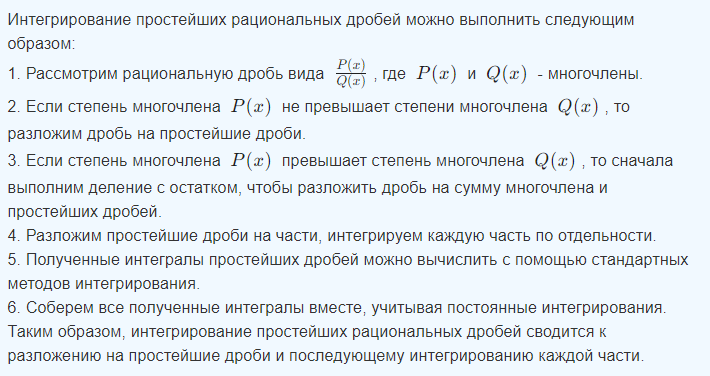 Интегрирование простейших рациональных дробей можно выполнить следующим
образом:
1. Рассмотрим рациональную дробь вида P(x)/Q(x) , где P(x) и Q(x) - многочлены.
2. Если степень многочлена P(x) не превышает степени многочлена Q(x) , то
разложим дробь на простейшие дроби.
3. Если степень многочлена P(x) превышает степень многочлена Q(x) , то сначала
выполним деление с остатком, чтобы разложить дробь на сумму многочлена и
простейших дробей.
4. Разложим простейшие дроби на части, интегрируем каждую часть по отдельности.
5. Полученные интегралы простейших дробей можно вычислить с помощью стандартных
методов интегрирования.
6. Соберем все полученные интегралы вместе, учитывая постоянные интегрирования.
Таким образом, интегрирование простейших рациональных дробей сводится к
разложению на простейшие дроби и последующему интегрированию каждой части.